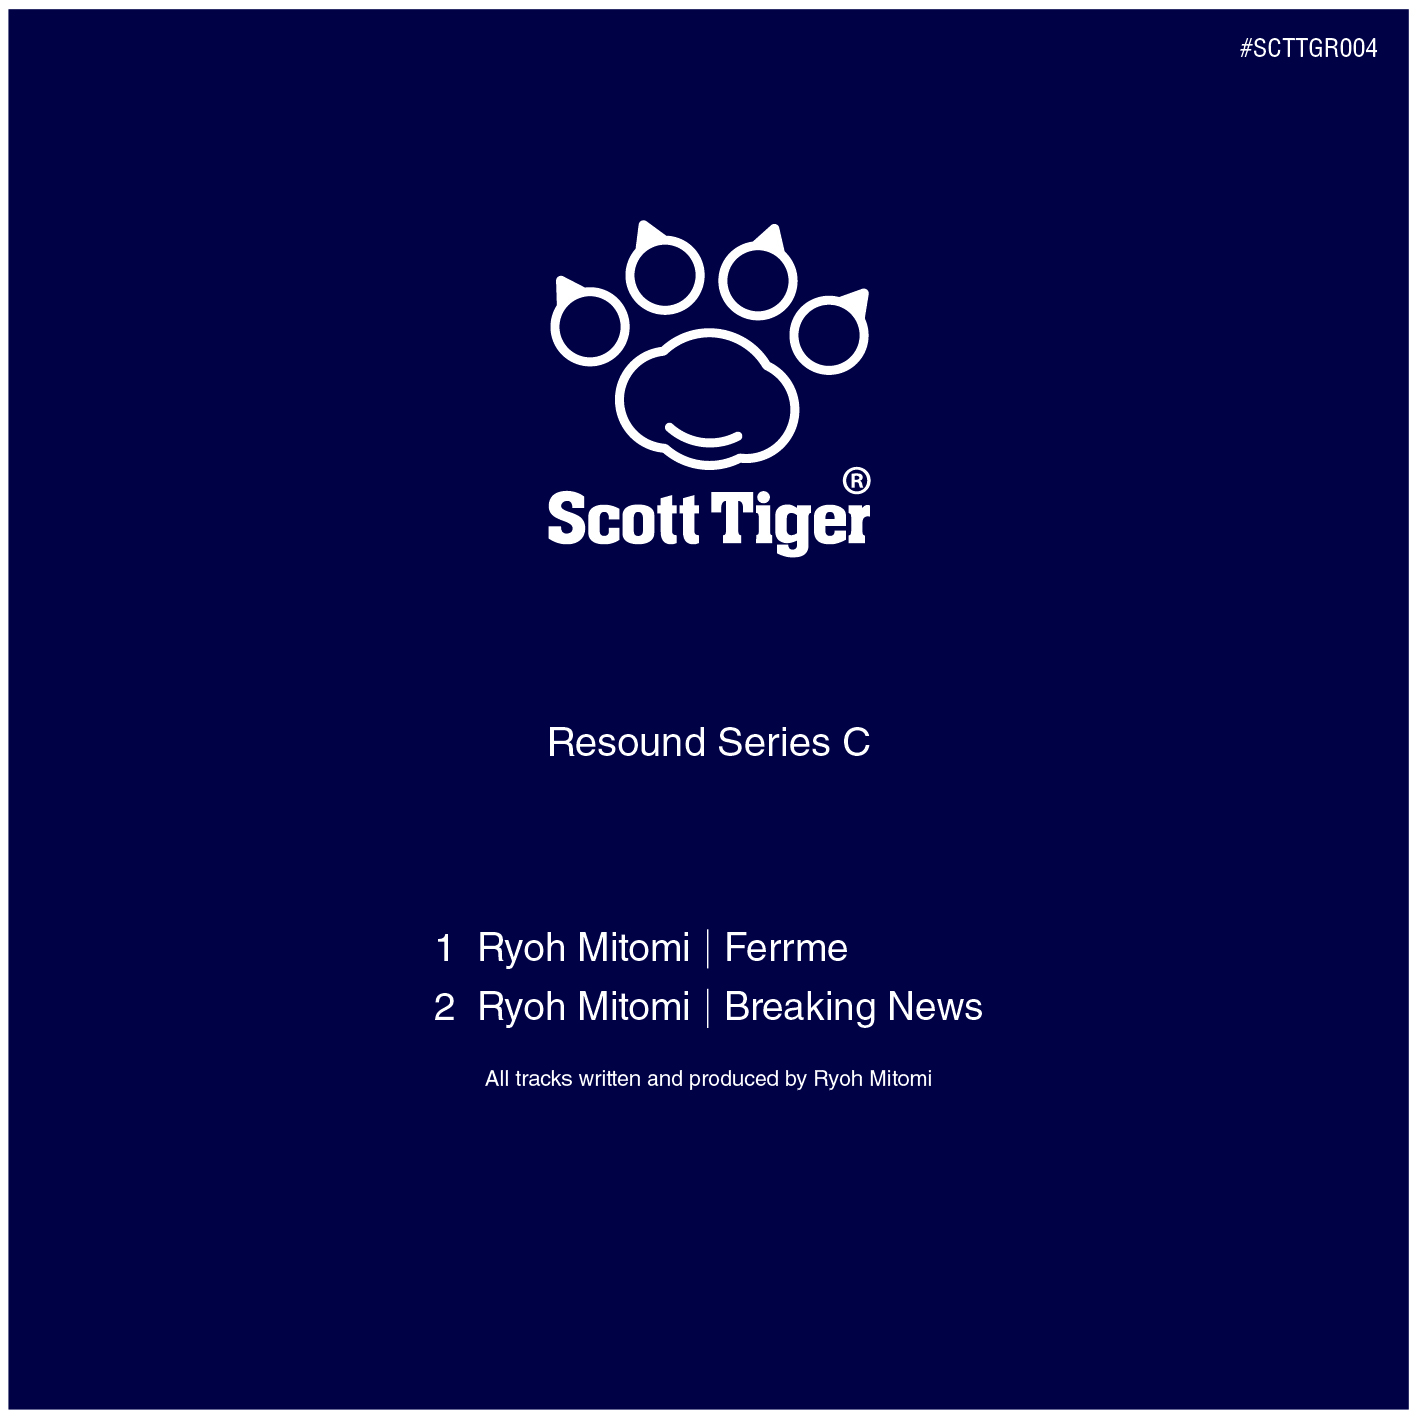 #SCTTGR004
Scott Tiger®
Resound Series C
1 Ryoh Mitomi | Ferrme
2 Ryoh Mitomi | Breaking News
All tracks written and produced by Ryoh Mitomi